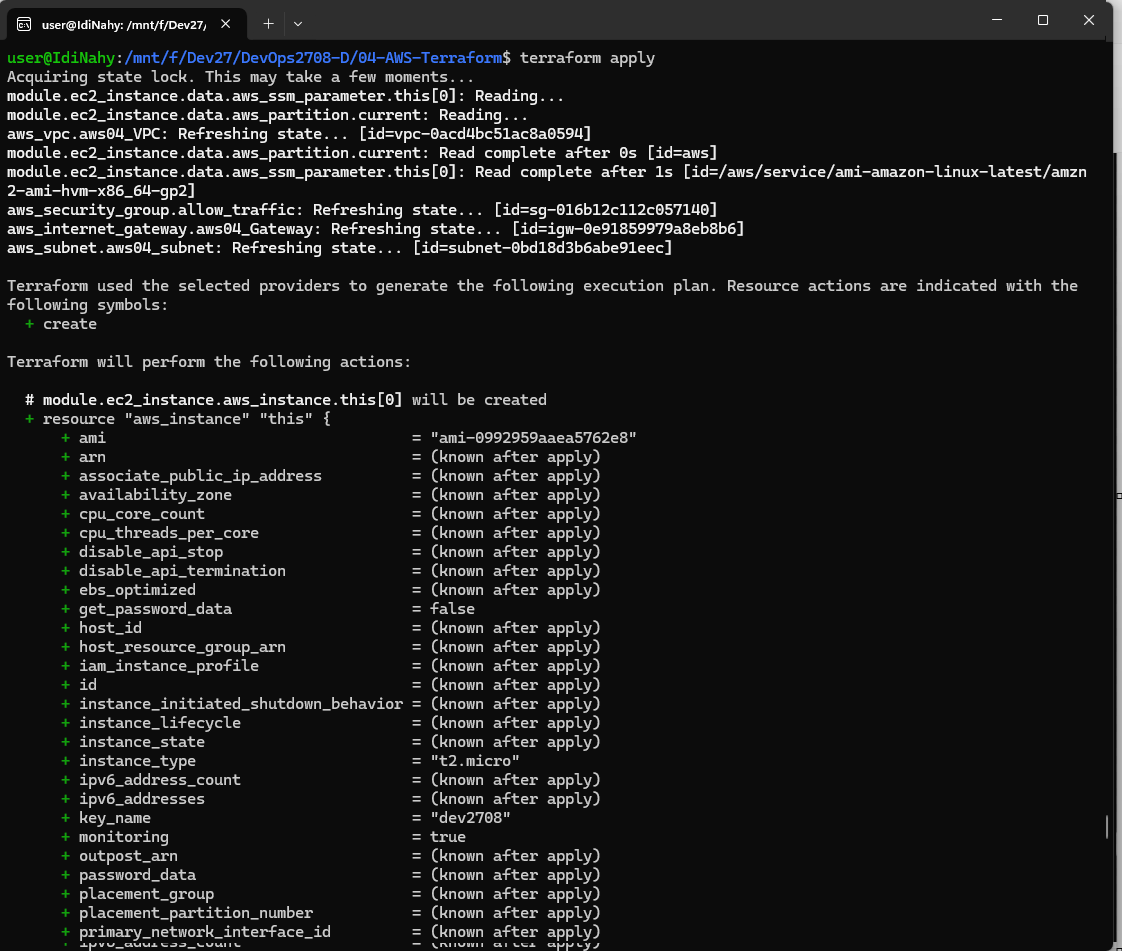 user@IdiNahy: /mnt/f/Dev27/
user@IdiNahy:/mnt/f/Dev27/DevOps2708-D/04-AWS-Terraform$ terraform apply
Acquiring state lock. This may take a few moments...
module.ec2_instance.data.aws_ssm_parameter.this[0]: Reading...
module.ec2_instance.data.aws_partition.current: Reading...
aws_vpc.aws04_VPC: Refreshing state... [id=vpc-0acd4bc51ac8a0594]
module.ec2_instance.data.aws_partition.current: Read complete after 0s [id=aws]
module.ec2_instance.data.aws_ssm_parameter.this[0]: Read complete after 1s [id=/aws/service/ami-amazon-linux-latest/amzn
2-ami-hvm-x86_64-gp2]
aws_security_group.allow_traffic: Refreshing state... [id=sg-016b12c112c057140]
aws_internet_gateway.aws04_Gateway: Refreshing state... [id=igw-0e91859979a8eb8b6]
aws_subnet.aws04_subnet: Refreshing state... [id=subnet-0bd18d3b6abe91eec]
Terraform used the selected providers to generate the following execution plan. Resource actions are indicated with the
following symbols:
  + create
Terraform will perform the following actions:
  # module.ec2_instance.aws_instance.this[0] will be created
  + resource "aws_instance" "this" {
      + ami                                  = "ami-0992959aaea5762e8"
      + arn                                  = (known after apply)
      + associate_public_ip_address          = (known after apply)
      + availability_zone                    = (known after apply)
      + cpu_core_count                       = (known after apply)
      + cpu_threads_per_core                 = (known after apply)
      + disable_api_stop                     = (known after apply)
      + disable_api_termination              = (known after apply)
      + ebs_optimized                        = (known after apply)
      + get_password_data                    = false
      + host_id                              = (known after apply)
      + host_resource_group_arn              = (known after apply)
      + iam_instance_profile                 = (known after apply)
      + id                                   = (known after apply)
      + instance_initiated_shutdown_behavior = (known after apply)
      + instance_lifecycle                   = (known after apply)
      + instance_state                       = (known after apply)
      + instance_type                        = "t2.micro"
      + ipv6_address_count                   = (known after apply)
      + ipv6_addresses                       = (known after apply)
      + key_name                             = "dev2708"
      + monitoring                           = true
      + outpost_arn                          = (known after apply)
      + password_data                        = (known after apply)
      + placement_group                      = (known after apply)
      + placement_partition_number           = (known after apply)
      + primary_network_interface_id         = (known after apply)